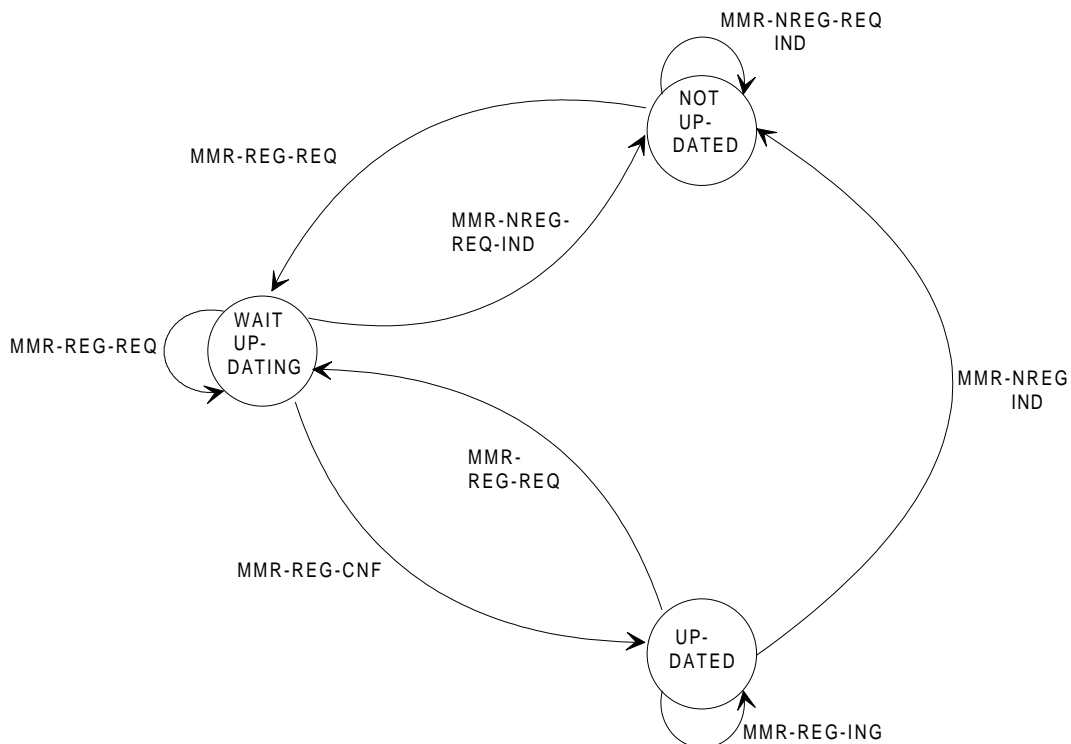 MMR-NREG-REQ
IND
NOT
UP-
DATED
MMR-REG-REQ
MMR-NREG-
REQ-IND
WAIT
UP-
DATING
MMR-REG-REQ
MMR-NREG
IND
MMR-
REG-REQ
MMR-REG-CNF
UP-
DATED
MMR-REG-ING